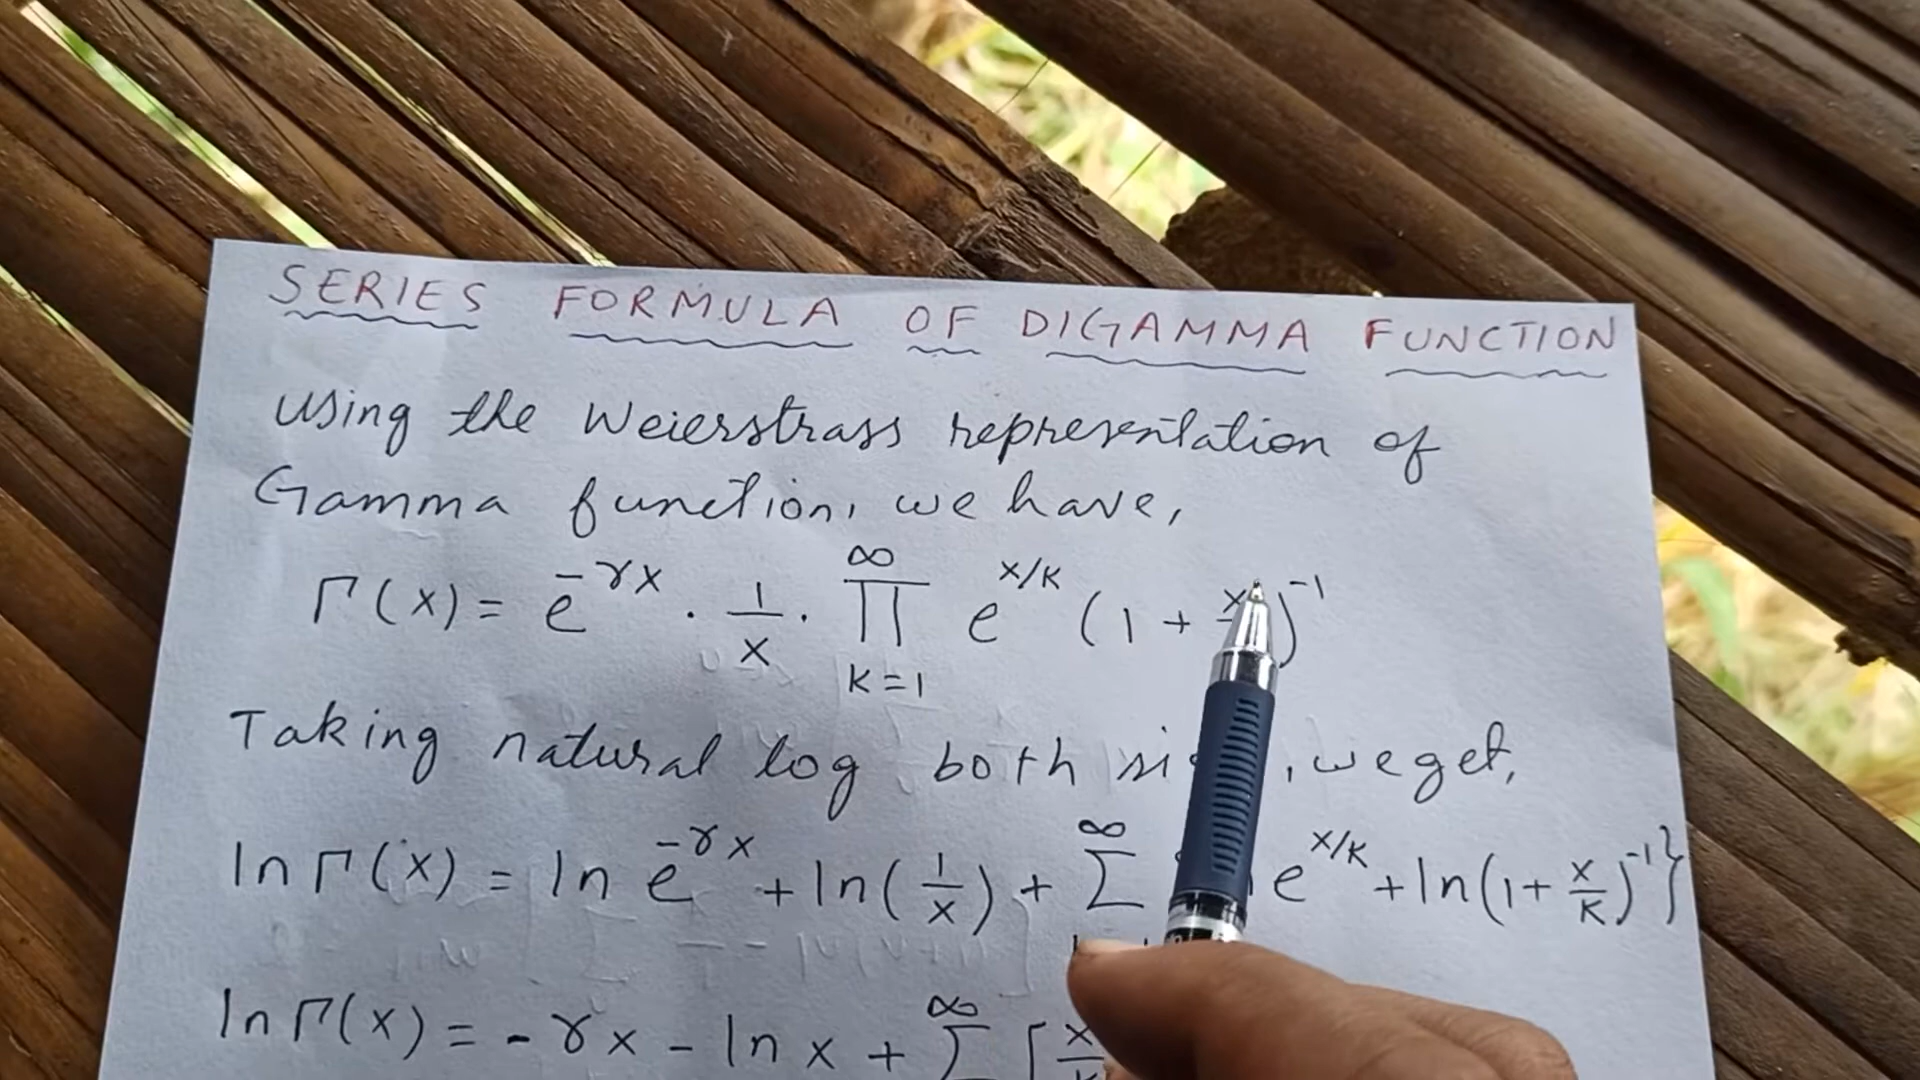 SERIES FORMULA OF DIGAMMA FUNCTION
Using the Weierstrass representation of
Gamma function, we have,
Γ(x) = e^{-γx} · 1/x · ∏_{k=1}^{∞} e^{x/k} (1 + x )^{-1}
Taking natural log both , we get,
ln Γ(x) = ln e^{-γx} + ln(1/x) + ∑^{∞} e^{x/k} + ln(1 + x/k)^{-1}}
ln Γ(x) = -γx - ln x + ∑^{∞} [x/k